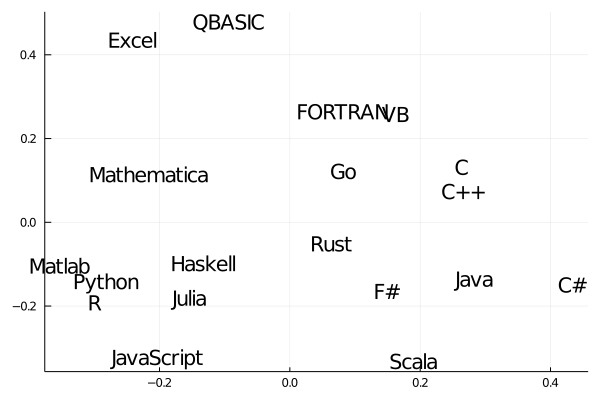 QBASIC
Excel
0.4
FORTRAN
VB
0.2
Mathematica
Go
C
C++
0.0
Rust
Matlab
Haskell
Python
Java
C#
R
Julia
F#
−0.2
JavaScript
Scala
−0.2
0.0
0.2
0.4